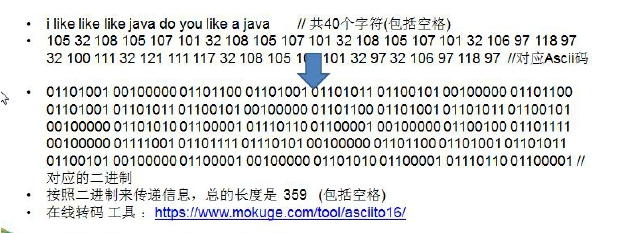 i like like like java do you like a java // 共40个字符(包括空格)
105 32 108 105 107 101 32 108 105 107 101 32 108 105 107 101 32 106 97 118 97
32 100 111 32 121 111 117 32 108 105 101 32 97 32 106 97 118 97 //对应Ascii码
01101001 00100000 01101100 01101001 01101011 01100101 00100000 01101100
01101001 01101011 01100101 00100000 01101100 01101001 01101011 01100101
00100000 01101010 01100001 01110110 01100001 00100000 01100100 01101111
00100000 01111001 01101111 01110101 00100000 01101100 01101001 01101011
01100101 00100000 01100001 00100000 01101010 01100001 01110110 01100001 //
对应的二进制
按照二进制来传递信息，总的长度是 359 (包括空格)
在线转码 工具 ： https://www.mokuge.com/tool/asciito16/